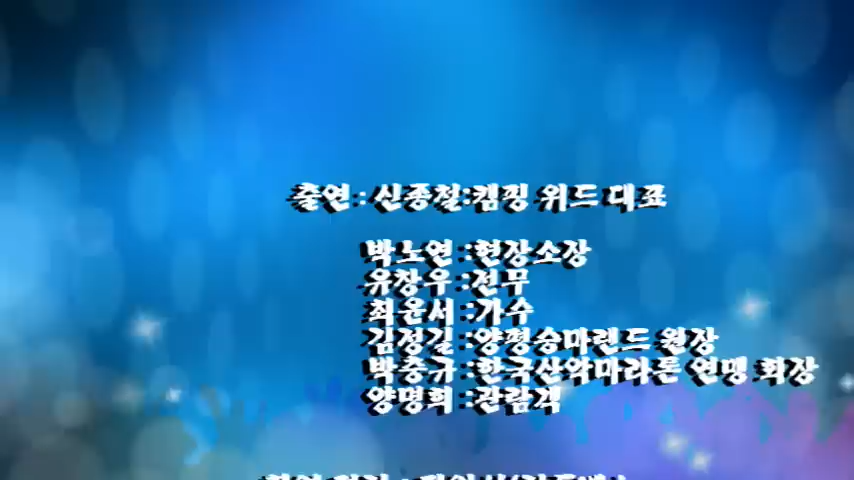 출연 : 신종철:캠핑 위드 대표
박노연 :현장소장
유창우 :전무
최윤서 :가수
김정길 :양평승마랜드 원장
박충규 :한국산악마라톤 연맹 회장
양명희 :관람객